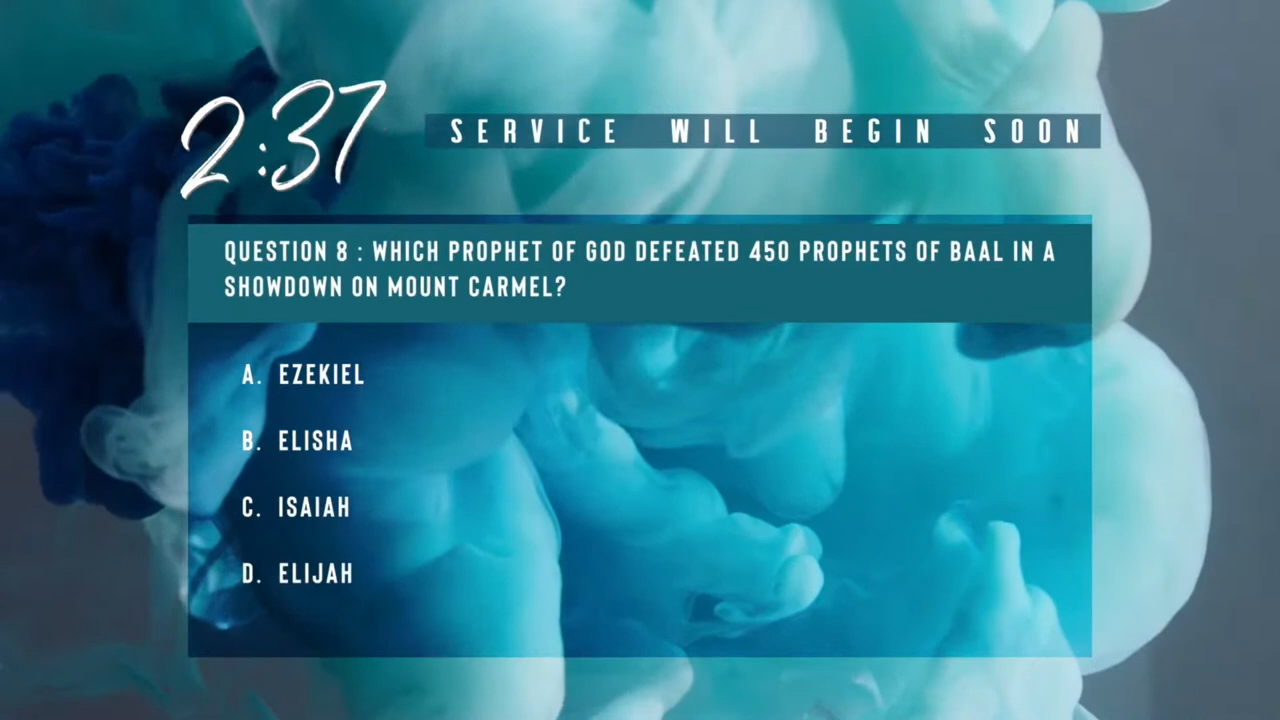 2:37
SERVICE WILL BEGIN SOON
QUESTION 8 : WHICH PROPHET OF GOD DEFEATED 450 PROPHETS OF BAAL IN A
SHOWDOWN ON MOUNT CARMEL?
A. EZEKIEL
B. ELISHA
C. ISAIAH
D. ELIJAH